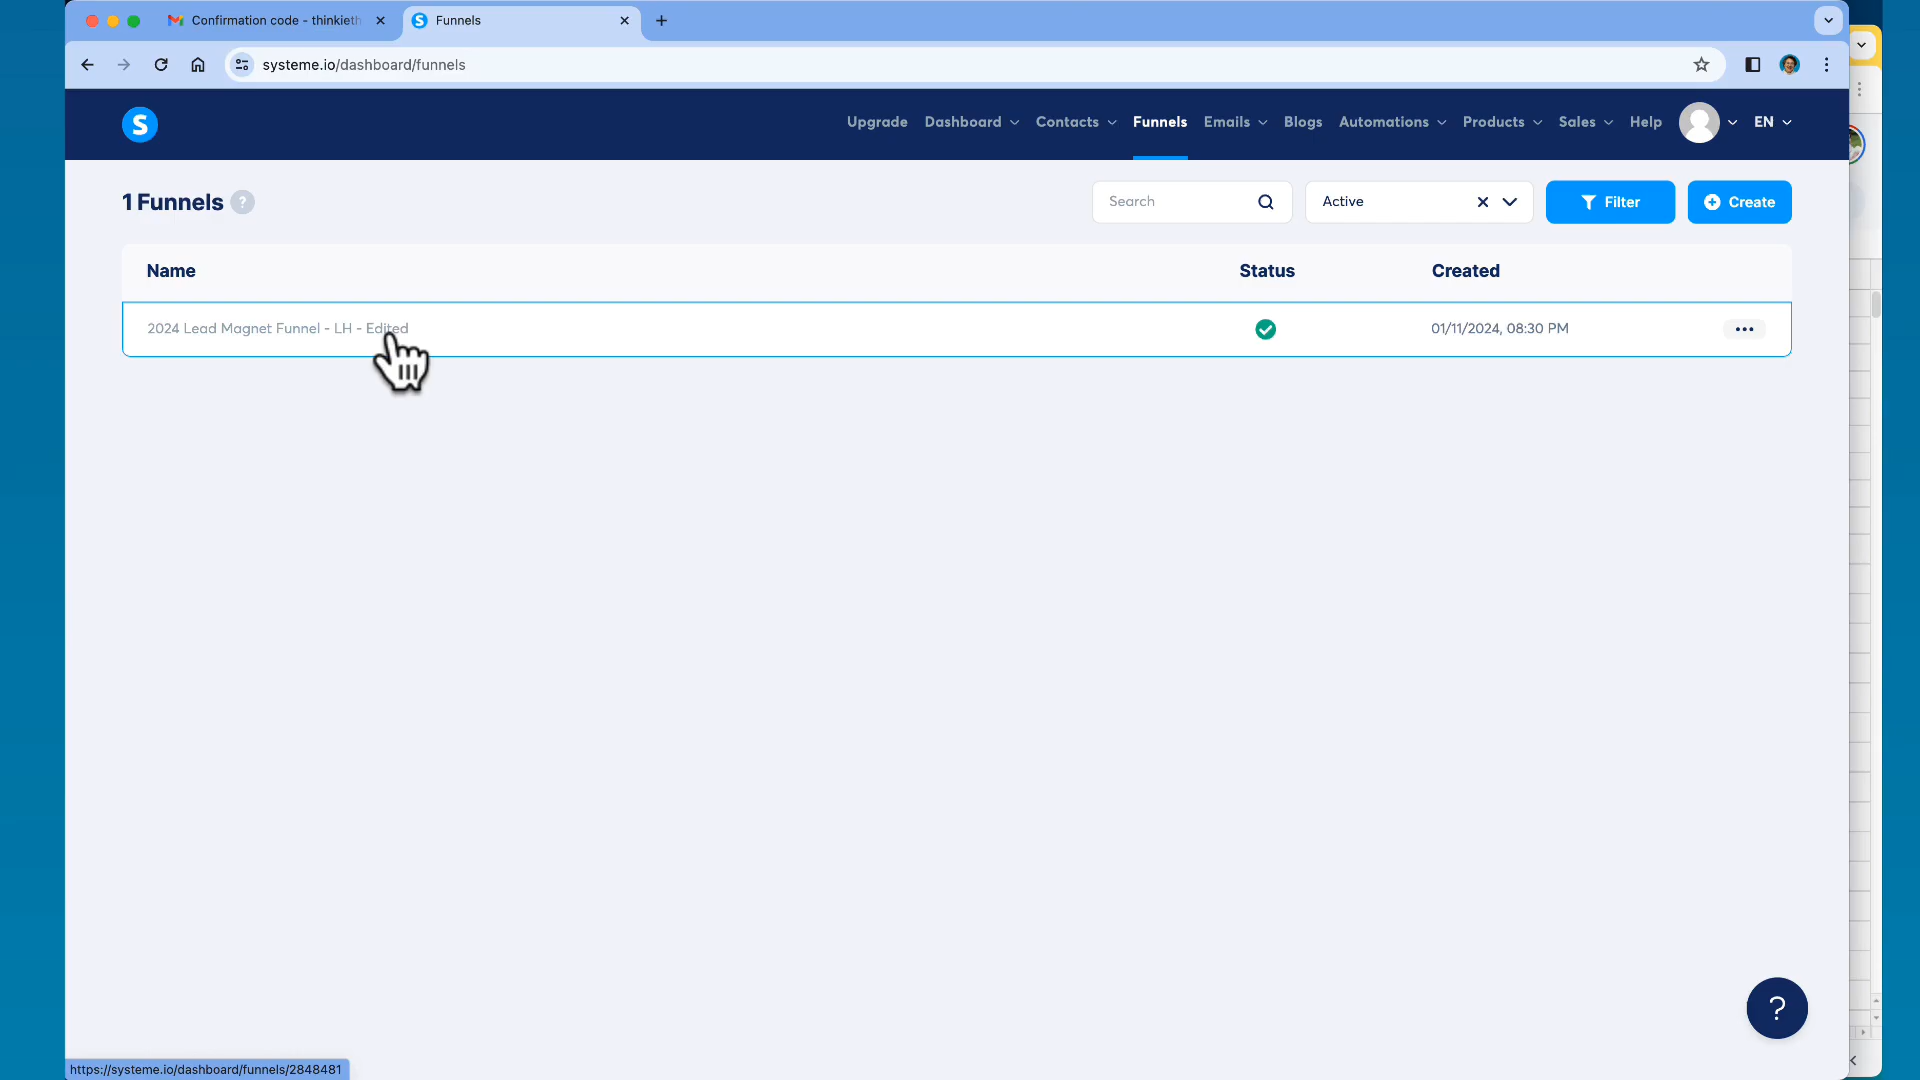 Confirmation code - thinkieth
Funnels
systeme.io/dashboard/funnels
S
Upgrade Dashboard Contacts Funnels Emails Blogs Automations Products Sales Help EN
1 Funnels ?
Search
Active
Filter
Create
Name Status Created
2024 Lead Magnet Funnel - LH - Edited 01/11/2024, 08:30 PM
?
https://systeme.io/dashboard/funnels/2848481